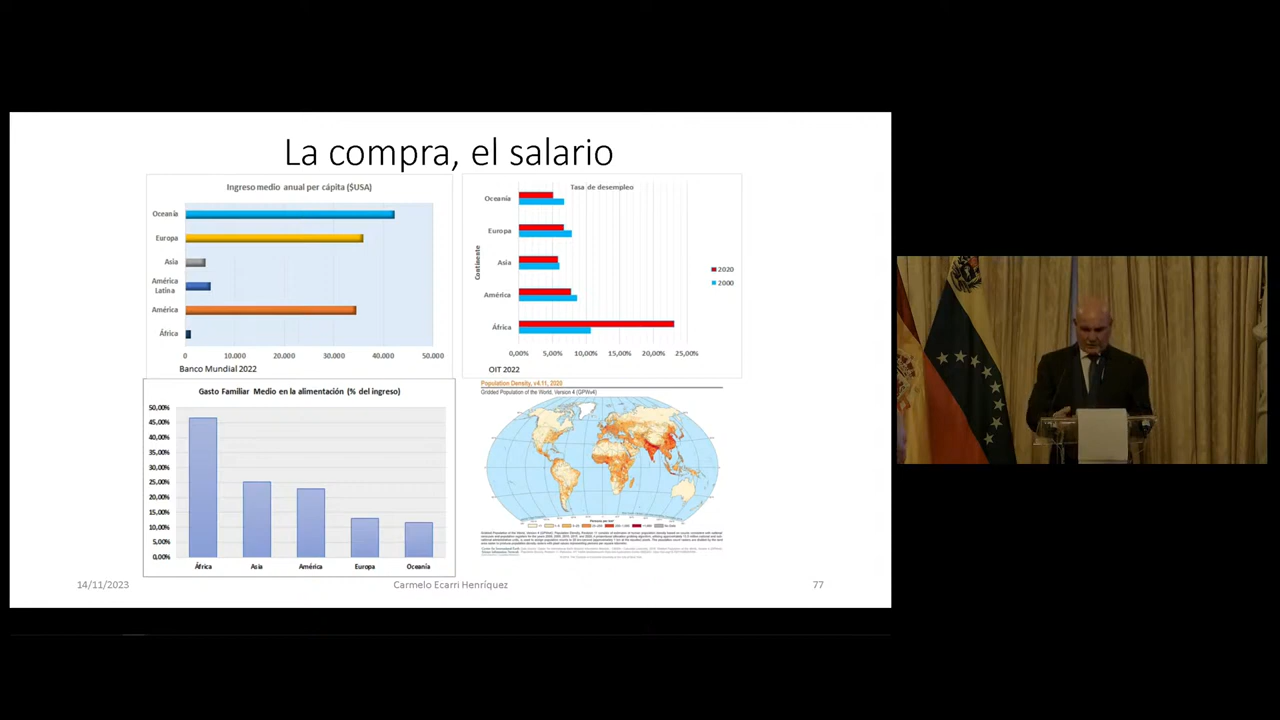 La compra, el salario
Ingreso medio anual per cápita ($USA)
Oceanía
Europa
Asia
América
Latina
América
África
0
10.000
20.000
30.000
40.000
50.000
Banco Mundial 2022
Tasa de desempleo
Continente
Oceanía
Europa
Asia
América
África
2020
2000
0,00%
5,00%
10,00%
15,00%
20,00%
25,00%
OIT 2022
Gasto Familiar Medio en la alimentación (% del ingreso)
50,00%
45,00%
40,00%
35,00%
30,00%
25,00%
20,00%
15,00%
10,00%
5,00%
0,00%
África
Asia
América
Europa
Oceanía
Population Density, v4.11, 2020
Gridded Population of the World, Version 4 (GPWv4)
14/11/2023
Carmelo Ecarri Henríquez
77